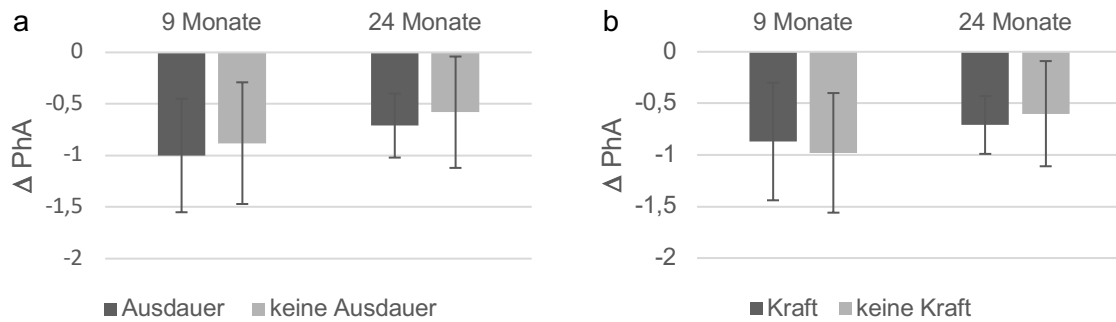 a
9 Monate 24 Monate
0
-0,5
-1
-1,5
-2
Δ PhA
Ausdauer keine Ausdauer
b
9 Monate 24 Monate
0
-0,5
-1
-1,5
-2
Δ PhA
Kraft keine Kraft